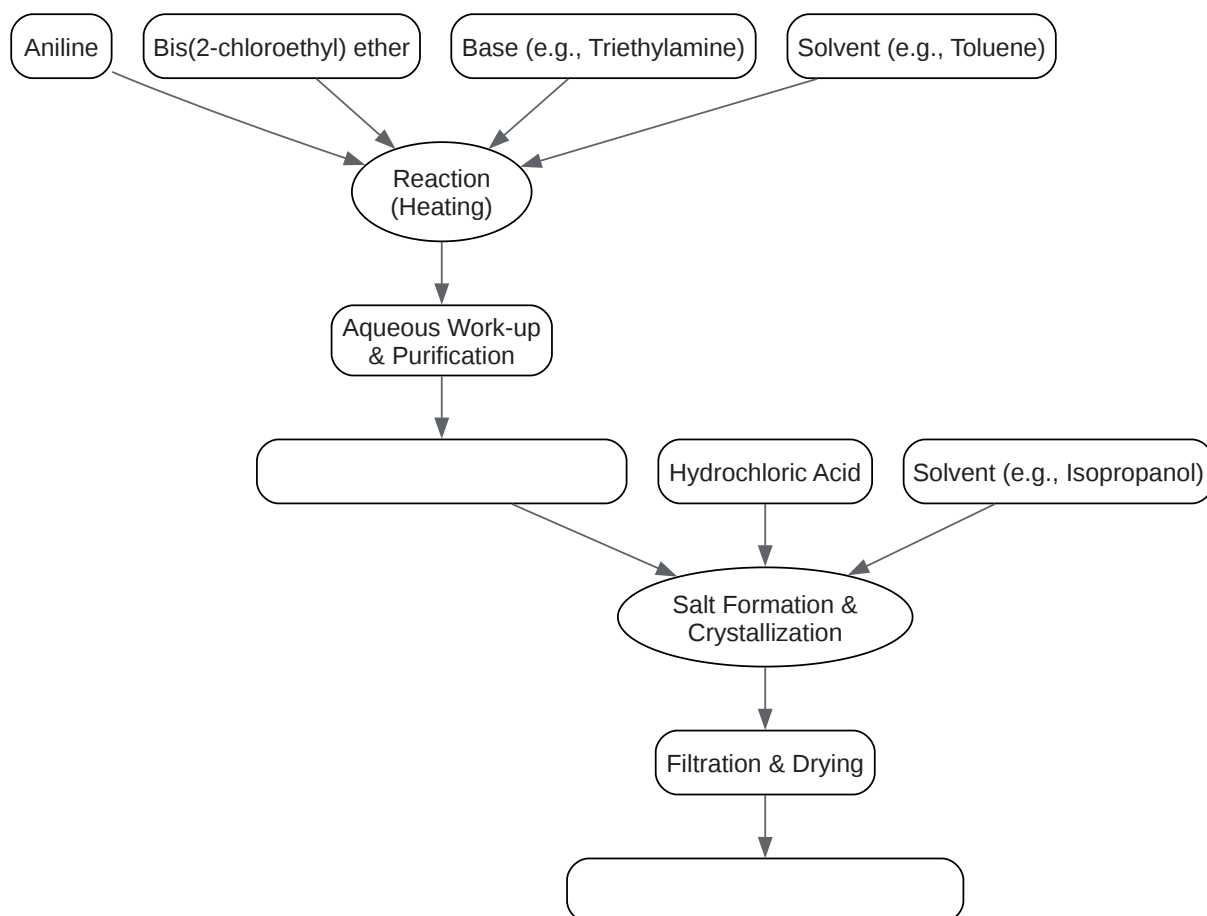 Aniline
Bis(2-chloroethyl) ether
Base (e.g., Triethylamine)
Solvent (e.g., Toluene)
Reaction
(Heating)
Aqueous Work-up
& Purification
Hydrochloric Acid
Solvent (e.g., Isopropanol)
Salt Formation &
Crystallization
Filtration & Drying